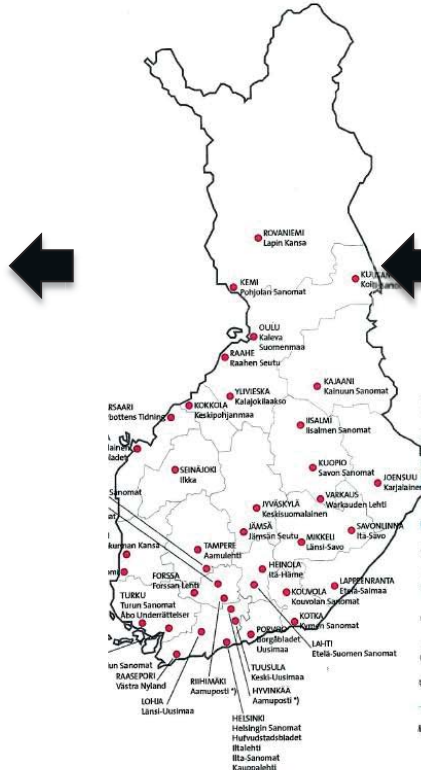 ROVANIEMI
Lapin Kansa
KEMI
Pohjolan Sanomat
OULU
Kaleva
Suomenmaa
RAAHE
Raahen Seutu
YLIVIESKA
Kalajokilaakso
KAJAANI
Kainuun Sanomat
KOKKOLA
Keskipohjanmaa
IISALMI
Iisalmen Sanomat
SEINÄJOKI
Ilkka
KUOPIO
Savon Sanomat
JOENSUU
Karjalainen
VARKAUS
Warkauden Lehti
JYVÄSKYLÄ
Keskisuomalainen
SAVONLINNA
Itä-Savo
JÄMSÄ
Jämsän Seutu
MIKKELI
Länsi-Savo
TAMPERE
Aamulehti
HEINOLA
Itä-Häme
FORSSA
Forssan Lehti
LAPPEENRANTA
Etelä-Saimaa
KOUVOLA
Kouvolan Sanomat
TURKU
Turun Sanomat
Åbo Underrättelser
KOTKA
Kymen Sanomat
PORVOO
Borgåbladet
Uusimaa
LAHTI
Etelä-Suomen Sanomat
RAASEPORI
Västra Nyland
RIIHIMÄKI
Aamuposti *)
TUUSULA
Keski-Uusimaa
HYVINKÄÄ
Aamuposti *)
LOHJA
Länsi-Uusimaa
HELSINKI
Helsingin Sanomat
Hufvudstadsbladet
Iltalehti
Ilta-Sanomat
Kauppalehti